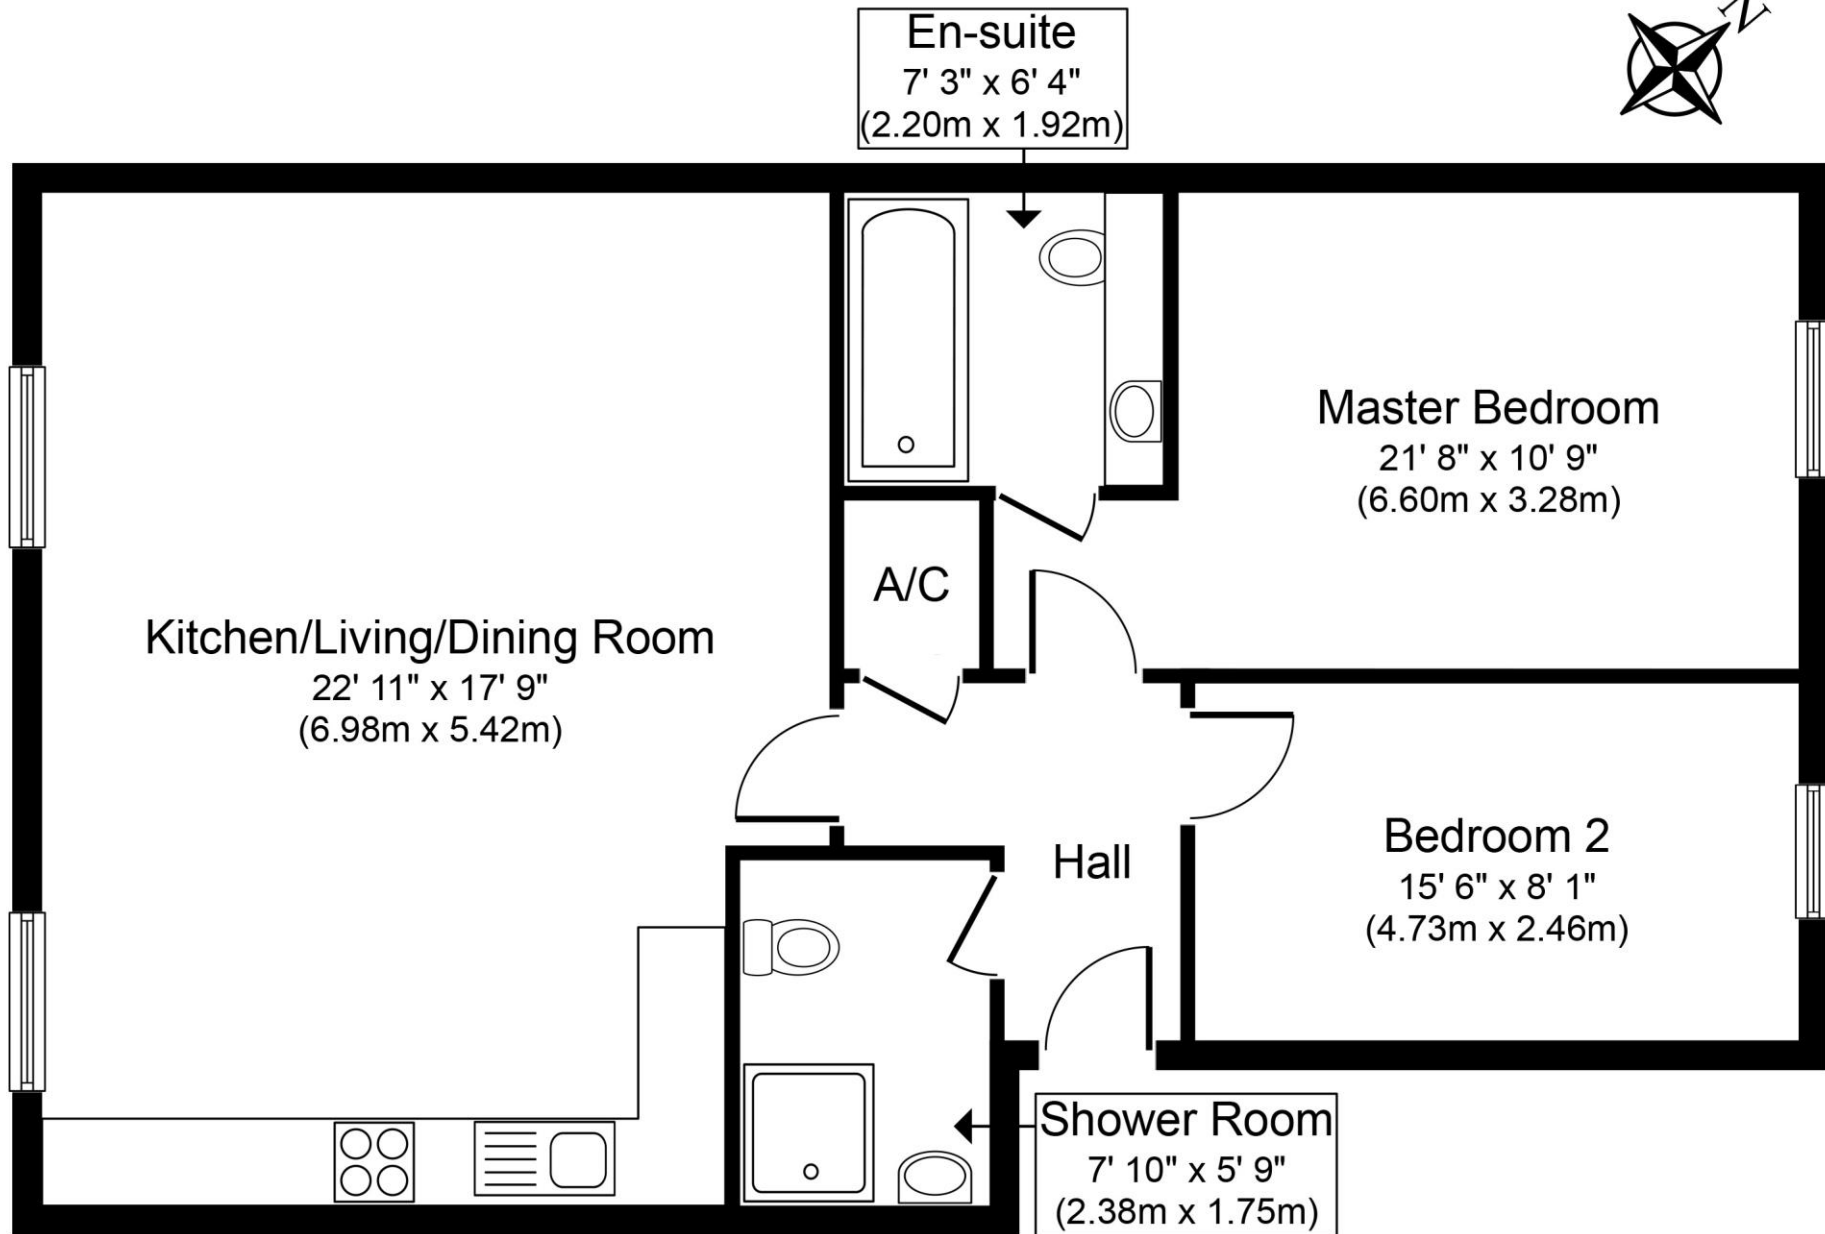 En-suite
7' 3" x 6' 4"
(2.20m x 1.92m)
N
Master Bedroom
21' 8" x 10' 9"
(6.60m x 3.28m)
A/C
Kitchen/Living/Dining Room
22' 11" x 17' 9"
(6.98m x 5.42m)
Hall
Bedroom 2
15' 6" x 8' 1"
(4.73m x 2.46m)
Shower Room
7' 10" x 5' 9"
(2.38m x 1.75m)